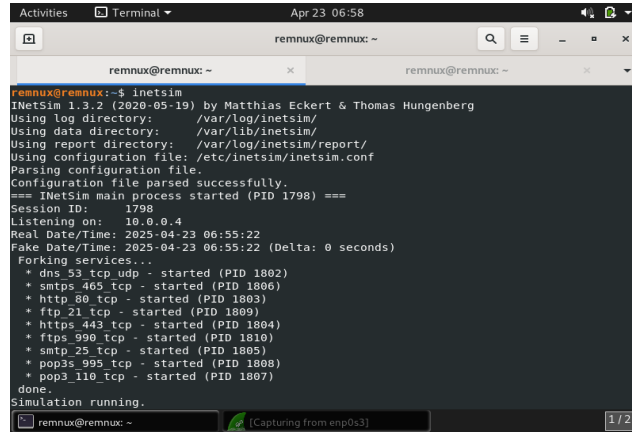 Activities Terminal Apr 23 06:58
remnux@remnux: ~
remnux@remnux: ~ remnux@remnux: ~
remnux@remnux:~$ inetsim
INetSim 1.3.2 (2020-05-19) by Matthias Eckert & Thomas Hungenberg
Using log directory:      /var/log/inetsim/
Using data directory:     /var/lib/inetsim/
Using report directory:   /var/log/inetsim/report/
Using configuration file: /etc/inetsim/inetsim.conf
Parsing configuration file.
Configuration file parsed successfully.
=== INetSim main process started (PID 1798) ===
Session ID:     1798
Listening on:   10.0.0.4
Real Date/Time: 2025-04-23 06:55:22
Fake Date/Time: 2025-04-23 06:55:22 (Delta: 0 seconds)
 Forking services...
  * dns_53_tcp_udp - started (PID 1802)
  * smtps_465_tcp - started (PID 1806)
  * http_80_tcp - started (PID 1803)
  * ftp_21_tcp - started (PID 1809)
  * https_443_tcp - started (PID 1804)
  * ftps_990_tcp - started (PID 1810)
  * smtp_25_tcp - started (PID 1805)
  * pop3s_995_tcp - started (PID 1808)
  * pop3_110_tcp - started (PID 1807)
 done.
Simulation running.
remnux@remnux: ~ [Capturing from enp0s3] 1 / 2